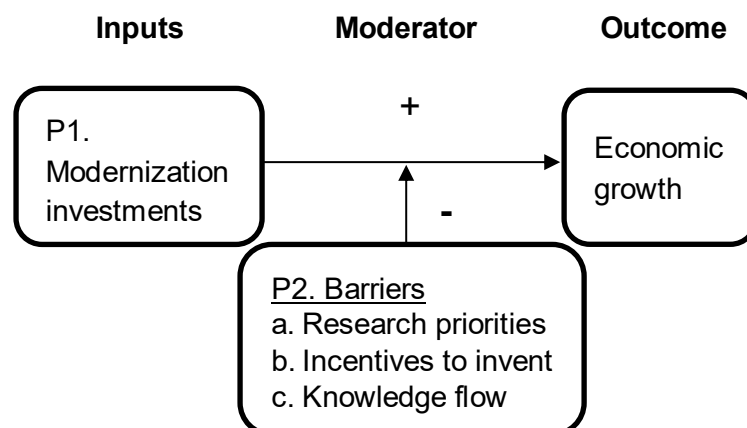 Inputs
Moderator
Outcome
+
P1.
Modernization
investments
Economic
growth
-
P2. Barriers
a. Research priorities
b. Incentives to invent
c. Knowledge flow